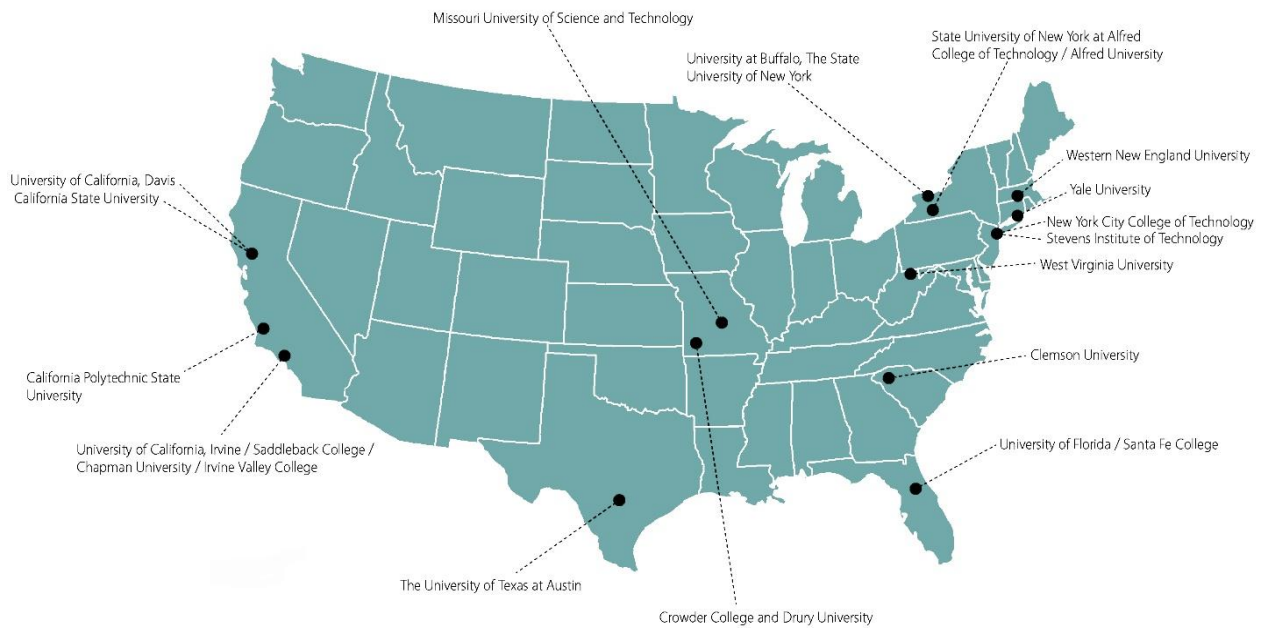 Missouri University of Science and Technology
State University of New York at Alfred
College of Technology / Alfred University
University at Buffalo, The State
University of New York
Western New England University
University of California, Davis
California State University
Yale University
New York City College of Technology
Stevens Institute of Technology
West Virginia University
Clemson University
California Polytechnic State
University
University of California, Irvine / Saddleback College /
Chapman University / Irvine Valley College
University of Florida / Santa Fe College
The University of Texas at Austin
Crowder College and Drury University